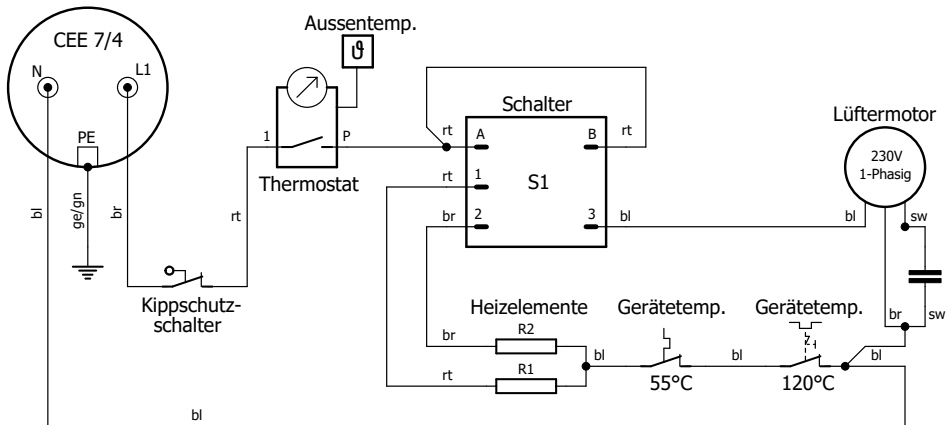 Aussentemp.
CEE 7/4
ϑ
N
L1
Schalter
Lüftermotor
PE
1
P
rt
A
B
rt
230V
1-Phasig
Thermostat
rt
1
S1
bl
ge/gn
br
rt
br
2
3
bl
bl
sw
Kippschutz-
schalter
Heizelemente
Gerätetemp.
Gerätetemp.
br
sw
br
R2
bl
bl
bl
rt
R1
55°C
120°C
bl